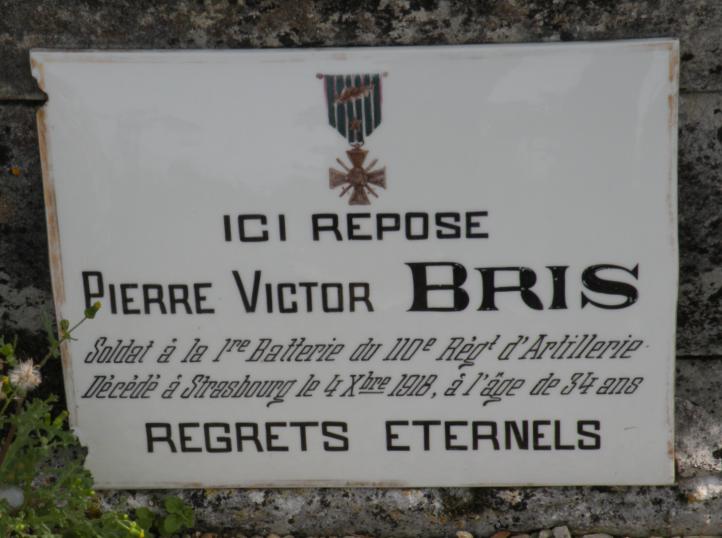 ICI REPOSE
PIERRE VICTOR BRIS
Soldat à la 1re Batterie du 110e Régt d'Artillerie
Décédé à Strasbourg le 4 Xbre 1918, à l'âge de 34 ans
REGRETS ETERNELS